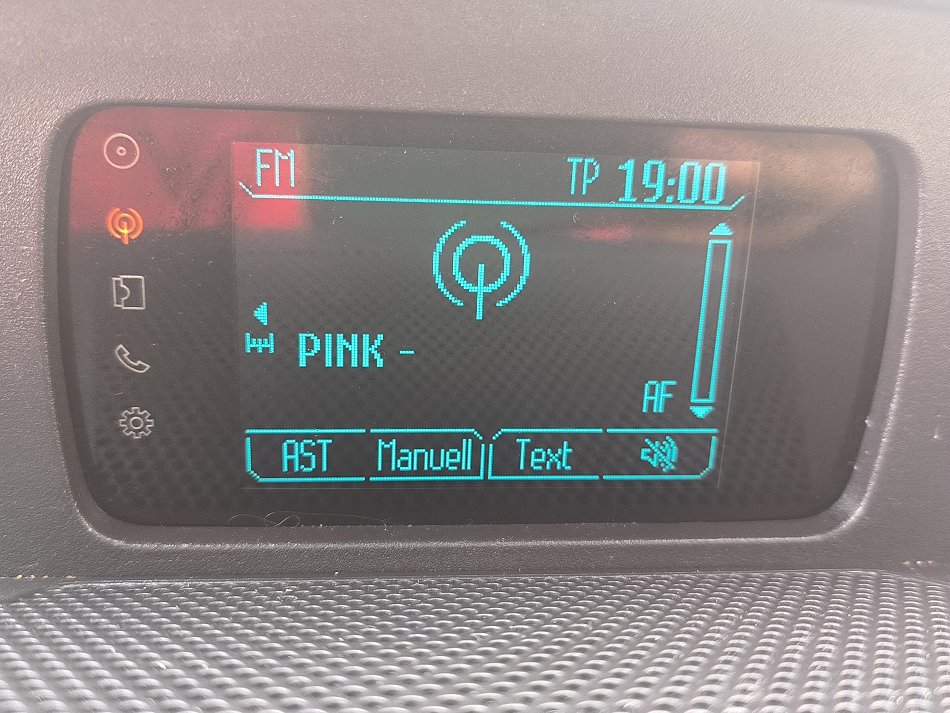 FM TP 19:00
PINK -
AF
AST Manuell Text